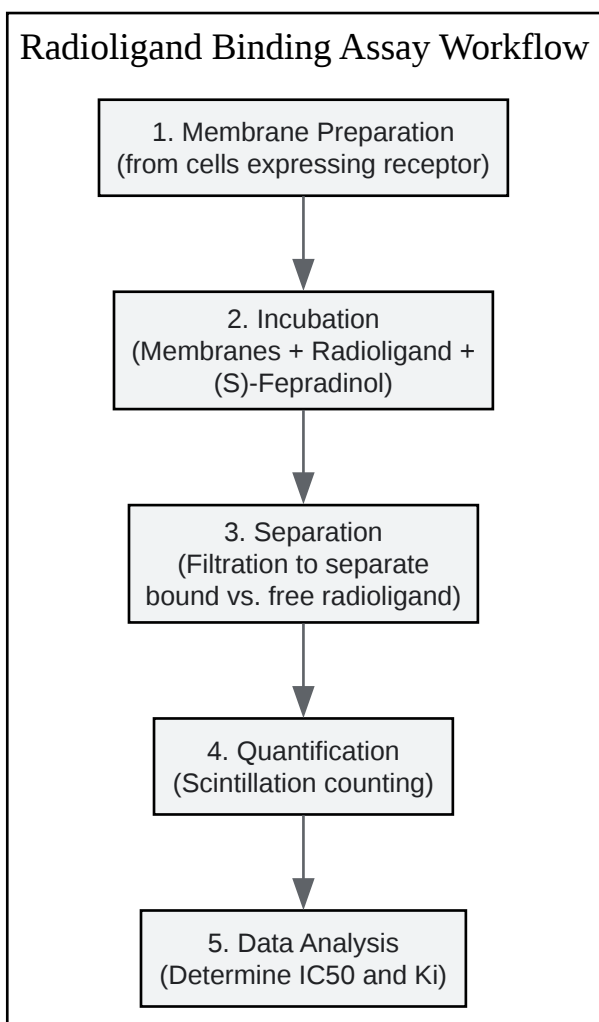 Radioligand Binding Assay Workflow
1. Membrane Preparation
(from cells expressing receptor)
2. Incubation
(Membranes + Radioligand +
(S)-Fepradinol)
3. Separation
(Filtration to separate
bound vs. free radioligand)
4. Quantification
(Scintillation counting)
5. Data Analysis
(Determine IC50 and Ki)